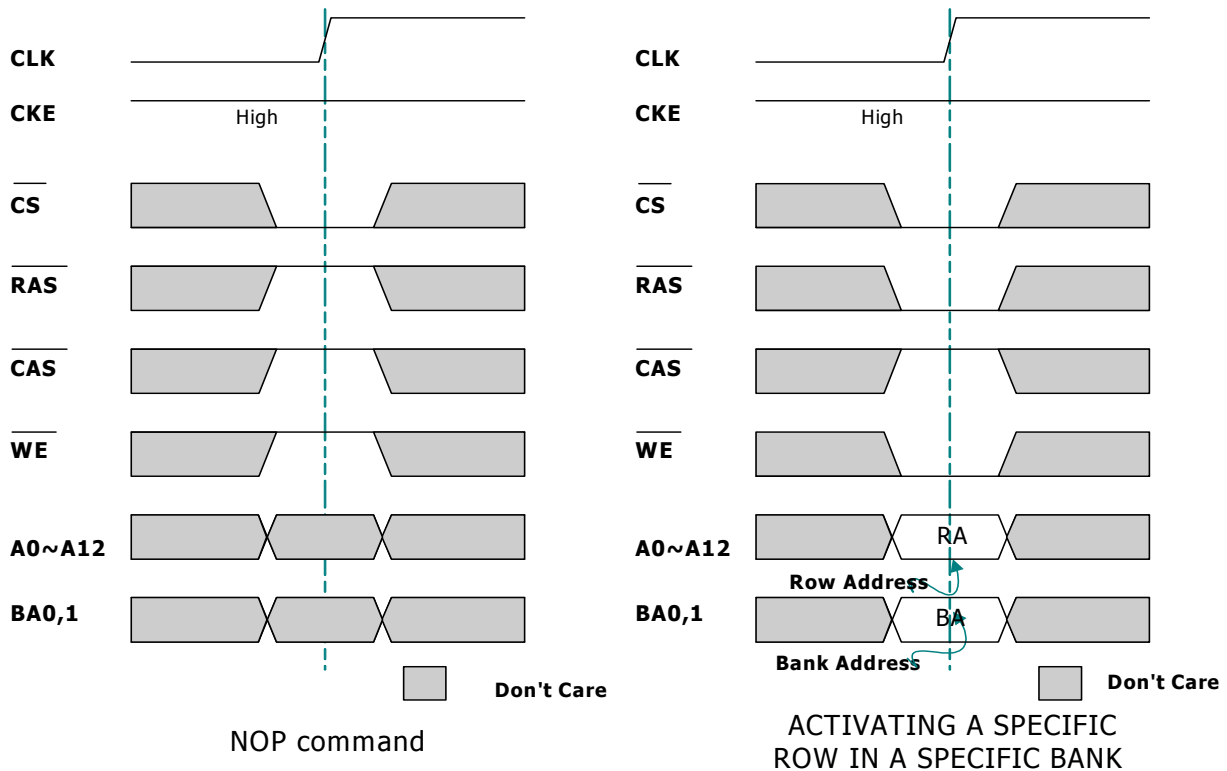 CLK
CKE
High
CS
RAS
CAS
WE
A0~A12
BA0,1
Don't Care
NOP command
CLK
CKE
High
CS
RAS
CAS
WE
A0~A12
RA
Row Address
BA0,1
BA
Bank Address
Don't Care
ACTIVATING A SPECIFIC
ROW IN A SPECIFIC BANK